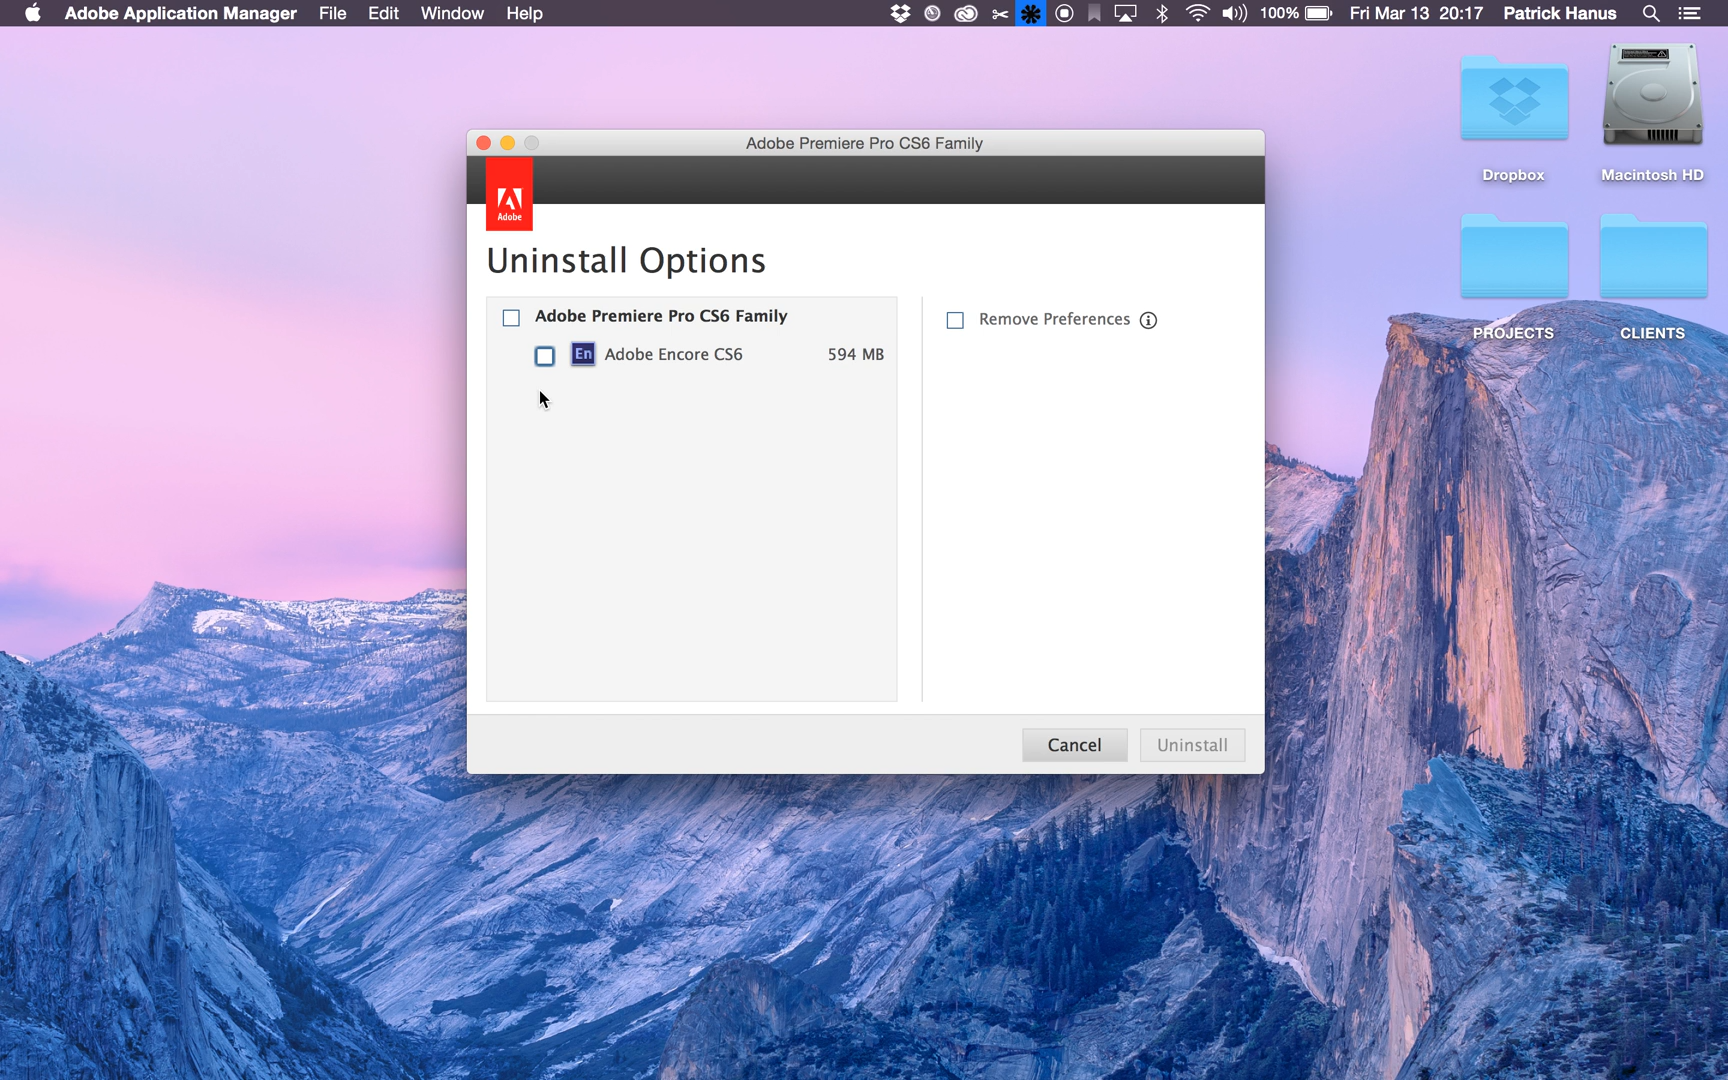 Adobe Application Manager File Edit Window Help 100% Fri Mar 13 20:17 Patrick Hanus
Dropbox
Macintosh HD
PROJECTS
CLIENTS
Adobe Premiere Pro CS6 Family
Adobe
Uninstall Options
Adobe Premiere Pro CS6 Family
En Adobe Encore CS6 594 MB
Remove Preferences
Cancel
Uninstall